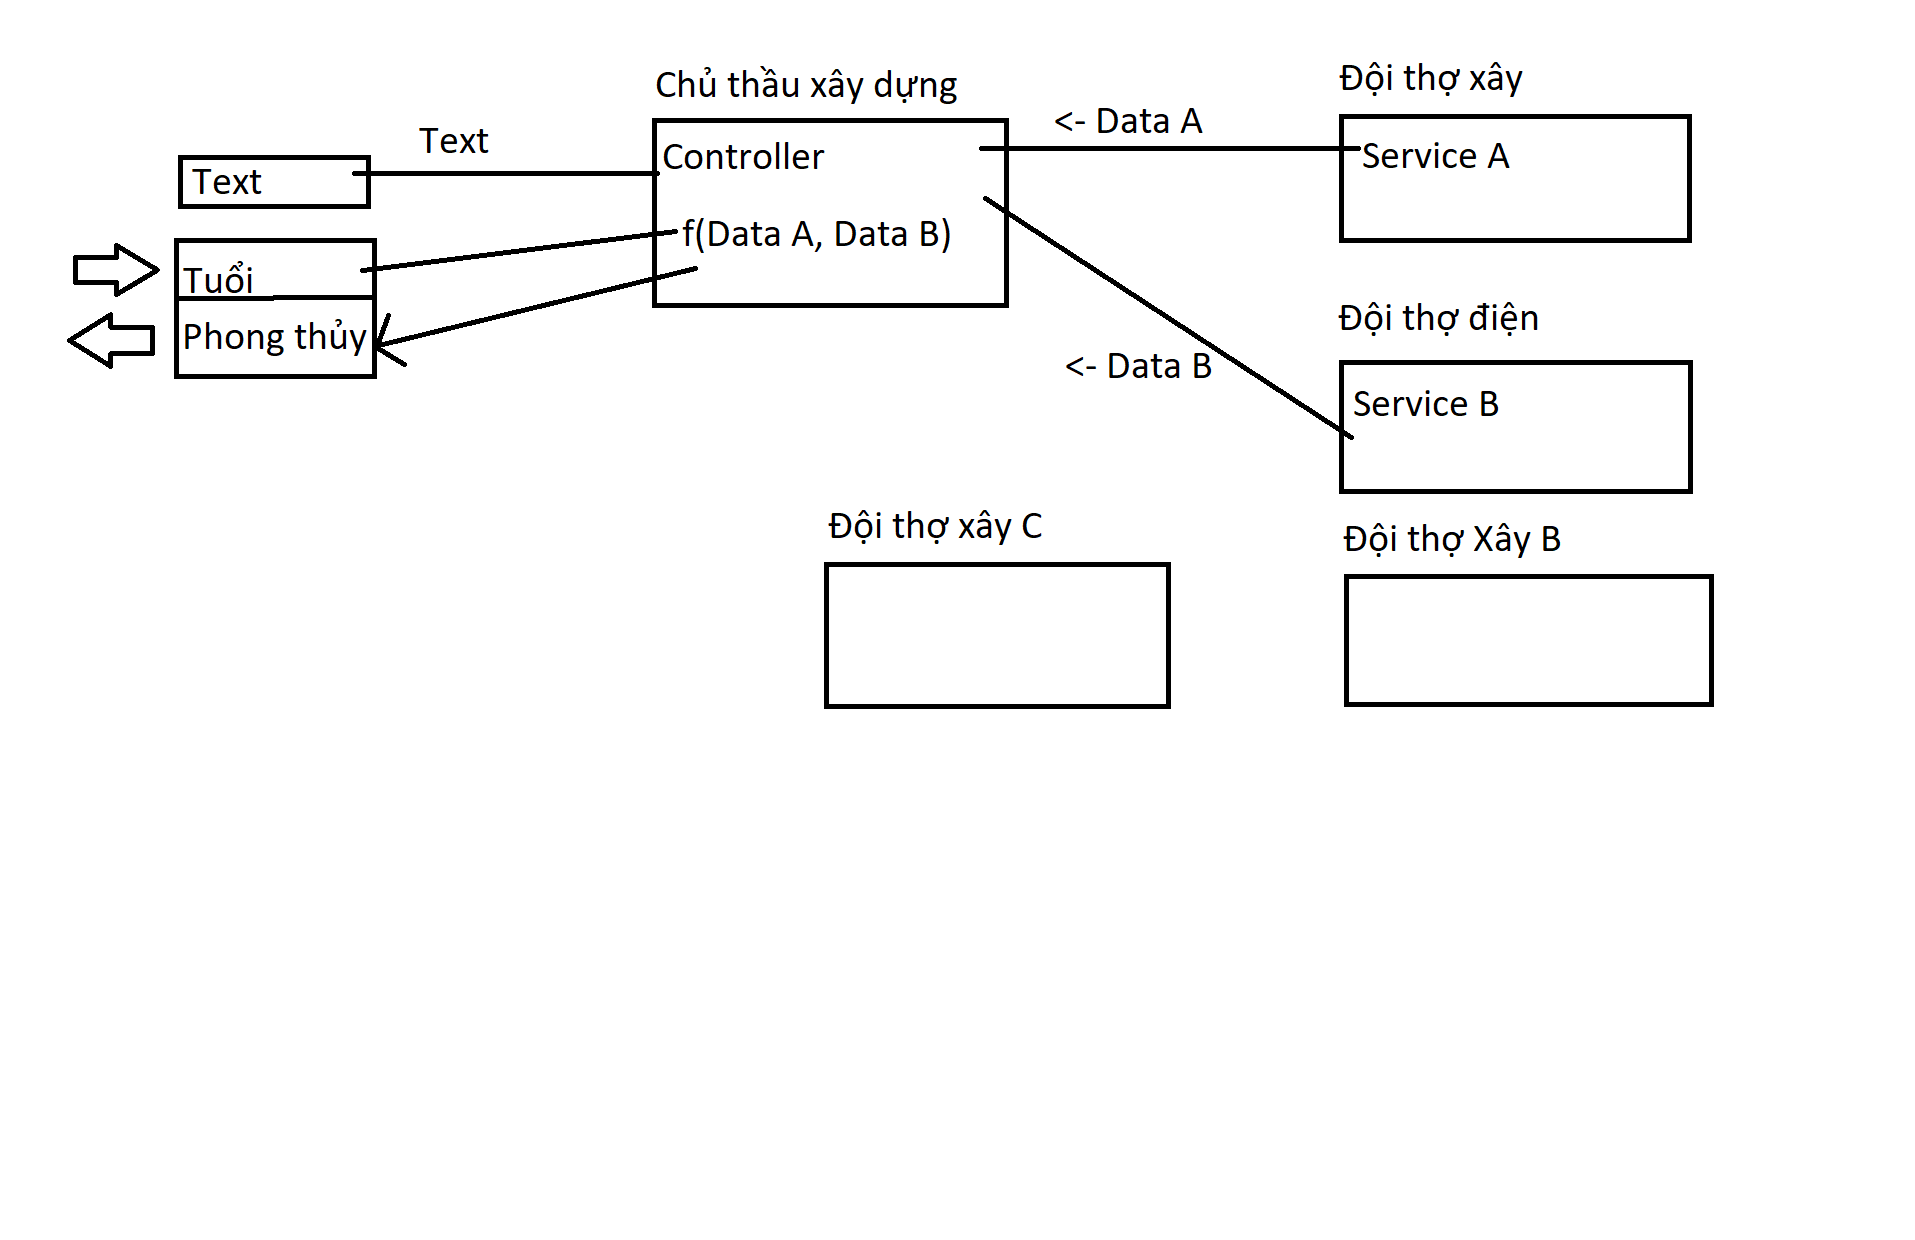 Chủ thầu xây dựng
Đội thợ xây
Text
Text
Controller
<- Data A
Service A
f(Data A, Data B)
Tuổi
Phong thủy
Đội thợ điện
<- Data B
Service B
Đội thợ xây C
Đội thợ Xây B